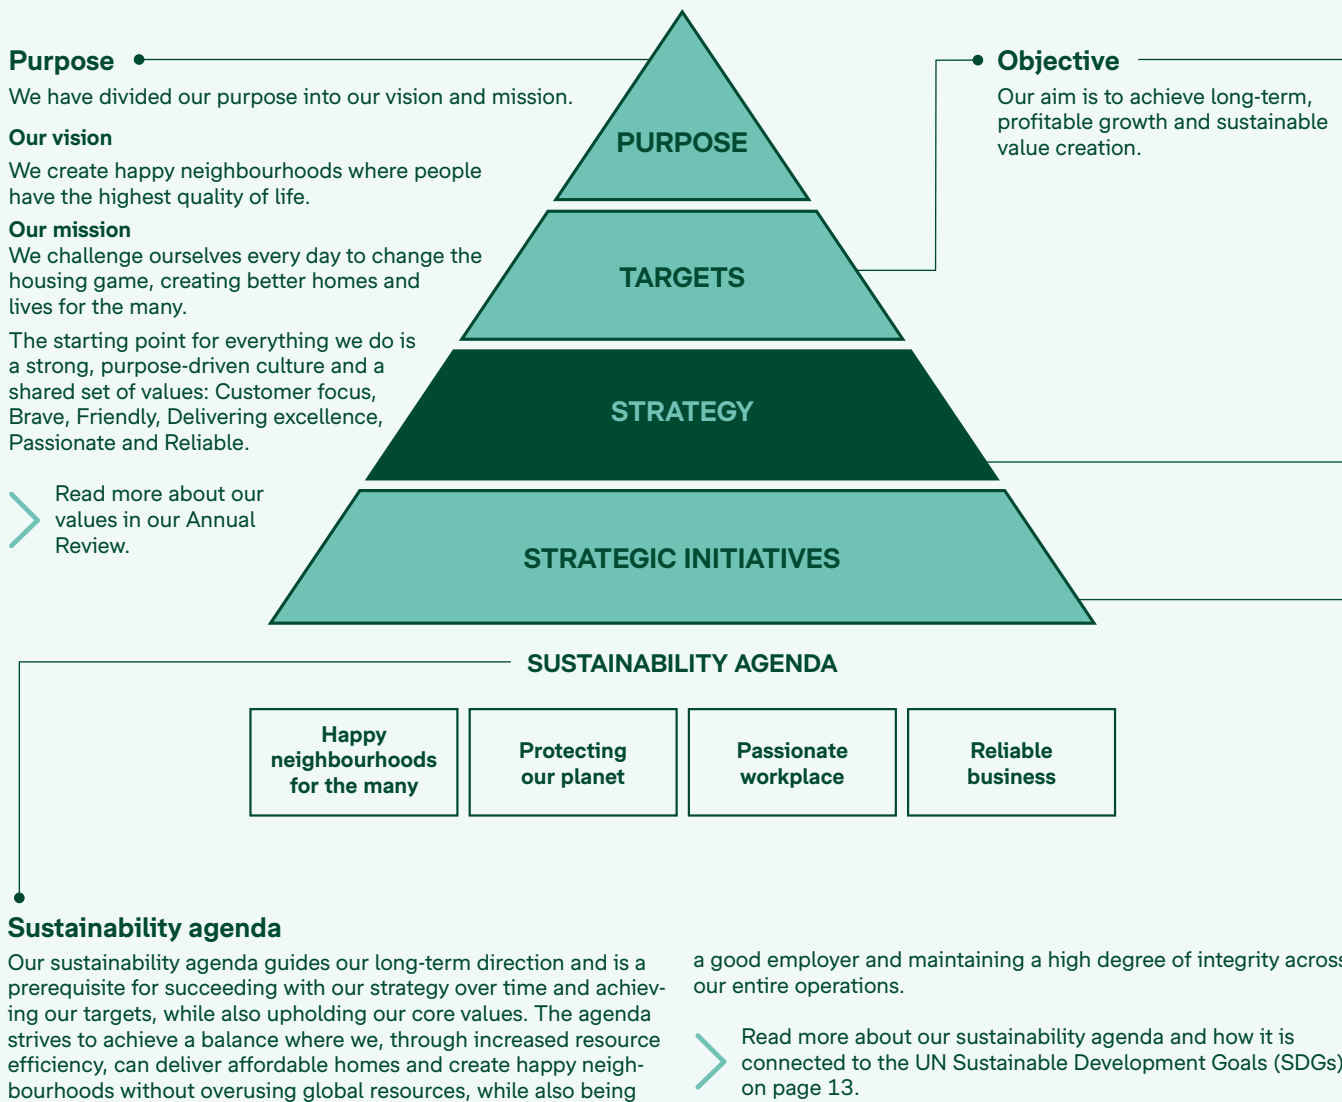 Purpose
We have divided our purpose into our vision and mission.
Our vision
We create happy neighbourhoods where people
have the highest quality of life.
Our mission
We challenge ourselves every day to change the
housing game, creating better homes and
lives for the many.
The starting point for everything we do is
a strong, purpose-driven culture and a
shared set of values: Customer focus,
Brave, Friendly, Delivering excellence,
Passionate and Reliable.
Read more about our
values in our Annual
Review.
PURPOSE
TARGETS
STRATEGY
STRATEGIC INITIATIVES
Objective
Our aim is to achieve long-term,
profitable growth and sustainable
value creation.
SUSTAINABILITY AGENDA
Happy
neighbourhoods
for the many
Protecting
our planet
Passionate
workplace
Reliable
business
Sustainability agenda
Our sustainability agenda guides our long-term direction and is a
prerequisite for succeeding with our strategy over time and achiev-
ing our targets, while also upholding our core values. The agenda
strives to achieve a balance where we, through increased resource
efficiency, can deliver affordable homes and create happy neigh-
bourhoods without overusing global resources, while also being
a good employer and maintaining a high degree of integrity across
our entire operations.
Read more about our sustainability agenda and how it is
connected to the UN Sustainable Development Goals (SDGs)
on page 13.